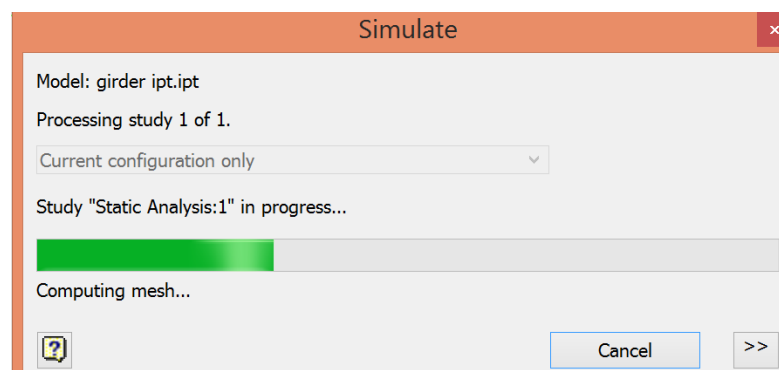 Simulate
Model: girder ipt.ipt
Processing study 1 of 1.
Current configuration only
Study "Static Analysis:1" in progress...
Computing mesh...
?
Cancel
>>